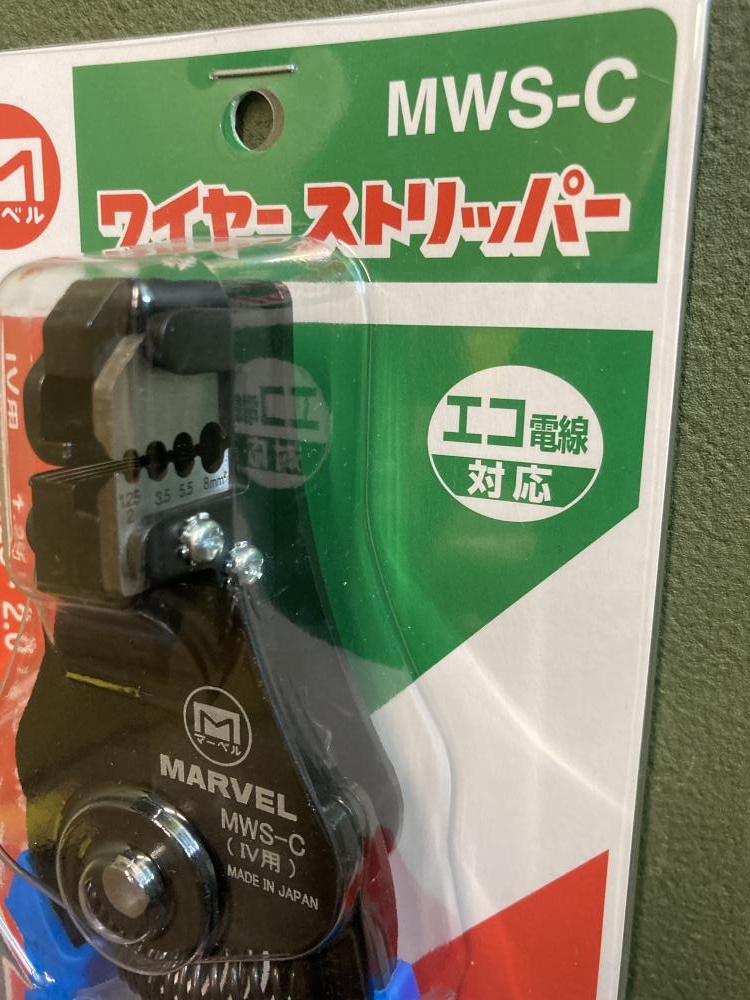 MWS-C
ワイヤーストリッパー
ベル
IV用
エコ電線
対応
1.25 3.5 5.5 8mm²
2
マーベル
MARVEL
MWS-C
(IV用)
MADE IN JAPAN